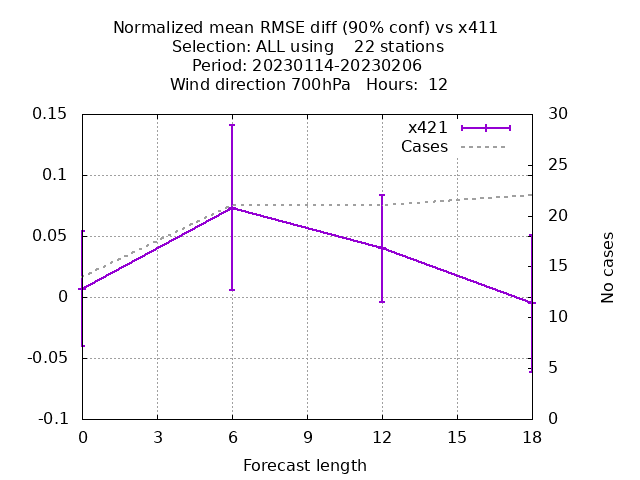 Normalized mean RMSE diff (90% conf) vs x411
Selection: ALL using    22 stations
Period: 20230114-20230206
Wind direction 700hPa   Hours:  12
0.15
0.1
0.05
0
-0.05
-0.1
30
25
20
15
10
5
0
x421
Cases
No cases
0 3 6 9 12 15 18
Forecast length